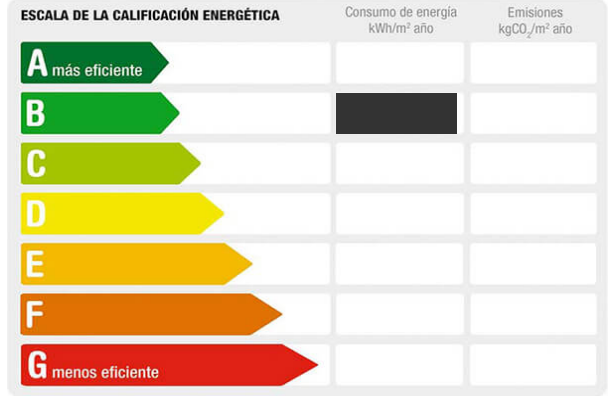 ESCALA DE LA CALIFICACIÓN ENERGÉTICA
Consumo de energía
kWh/m² año
Emisiones
kgCO₂/m² año
A más eficiente
B
C
D
E
F
G menos eficiente